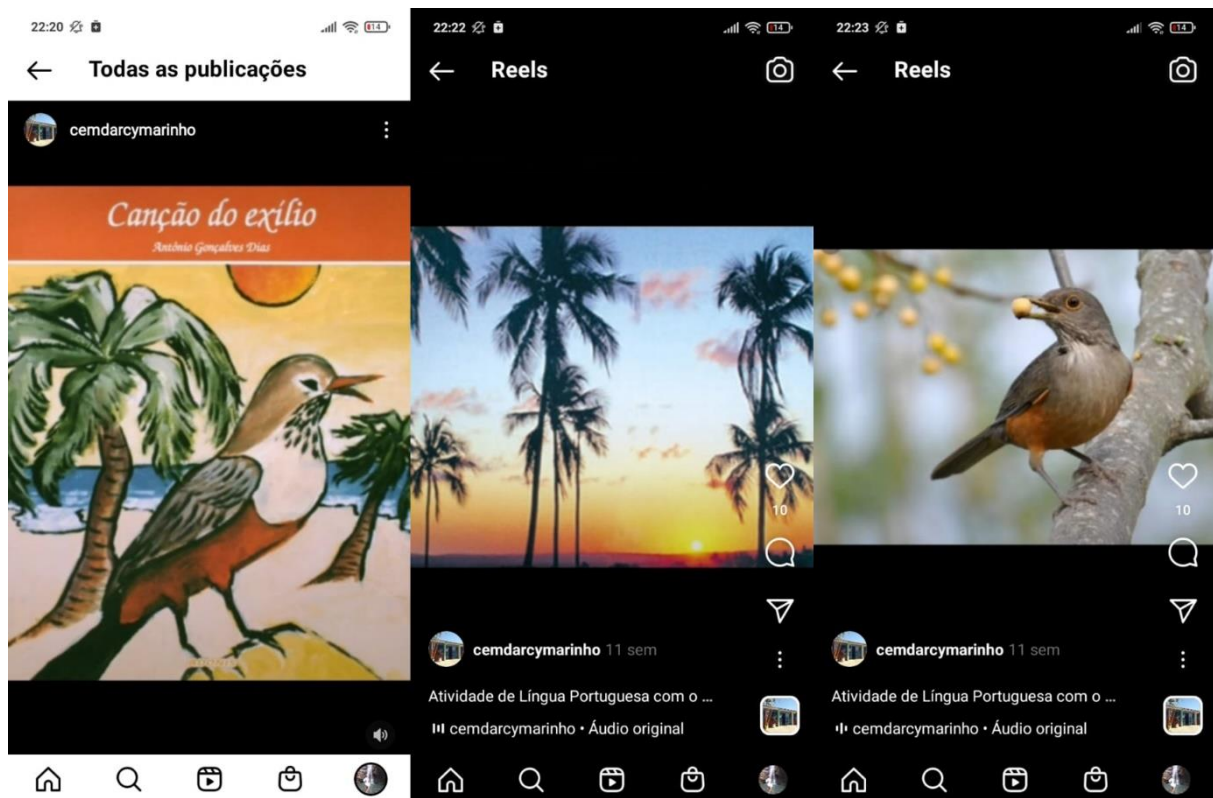 22:20
14
Todas as publicações
cemdarcymarinho
Canção do exílio
Antônio Gonçalves Dias
22:22
14
Reels
10
cemdarcymarinho 11 sem
Atividade de Língua Portuguesa com o ...
cemdarcymarinho • Áudio original
22:23
14
Reels
10
cemdarcymarinho 11 sem
Atividade de Língua Portuguesa com o ...
cemdarcymarinho • Áudio original